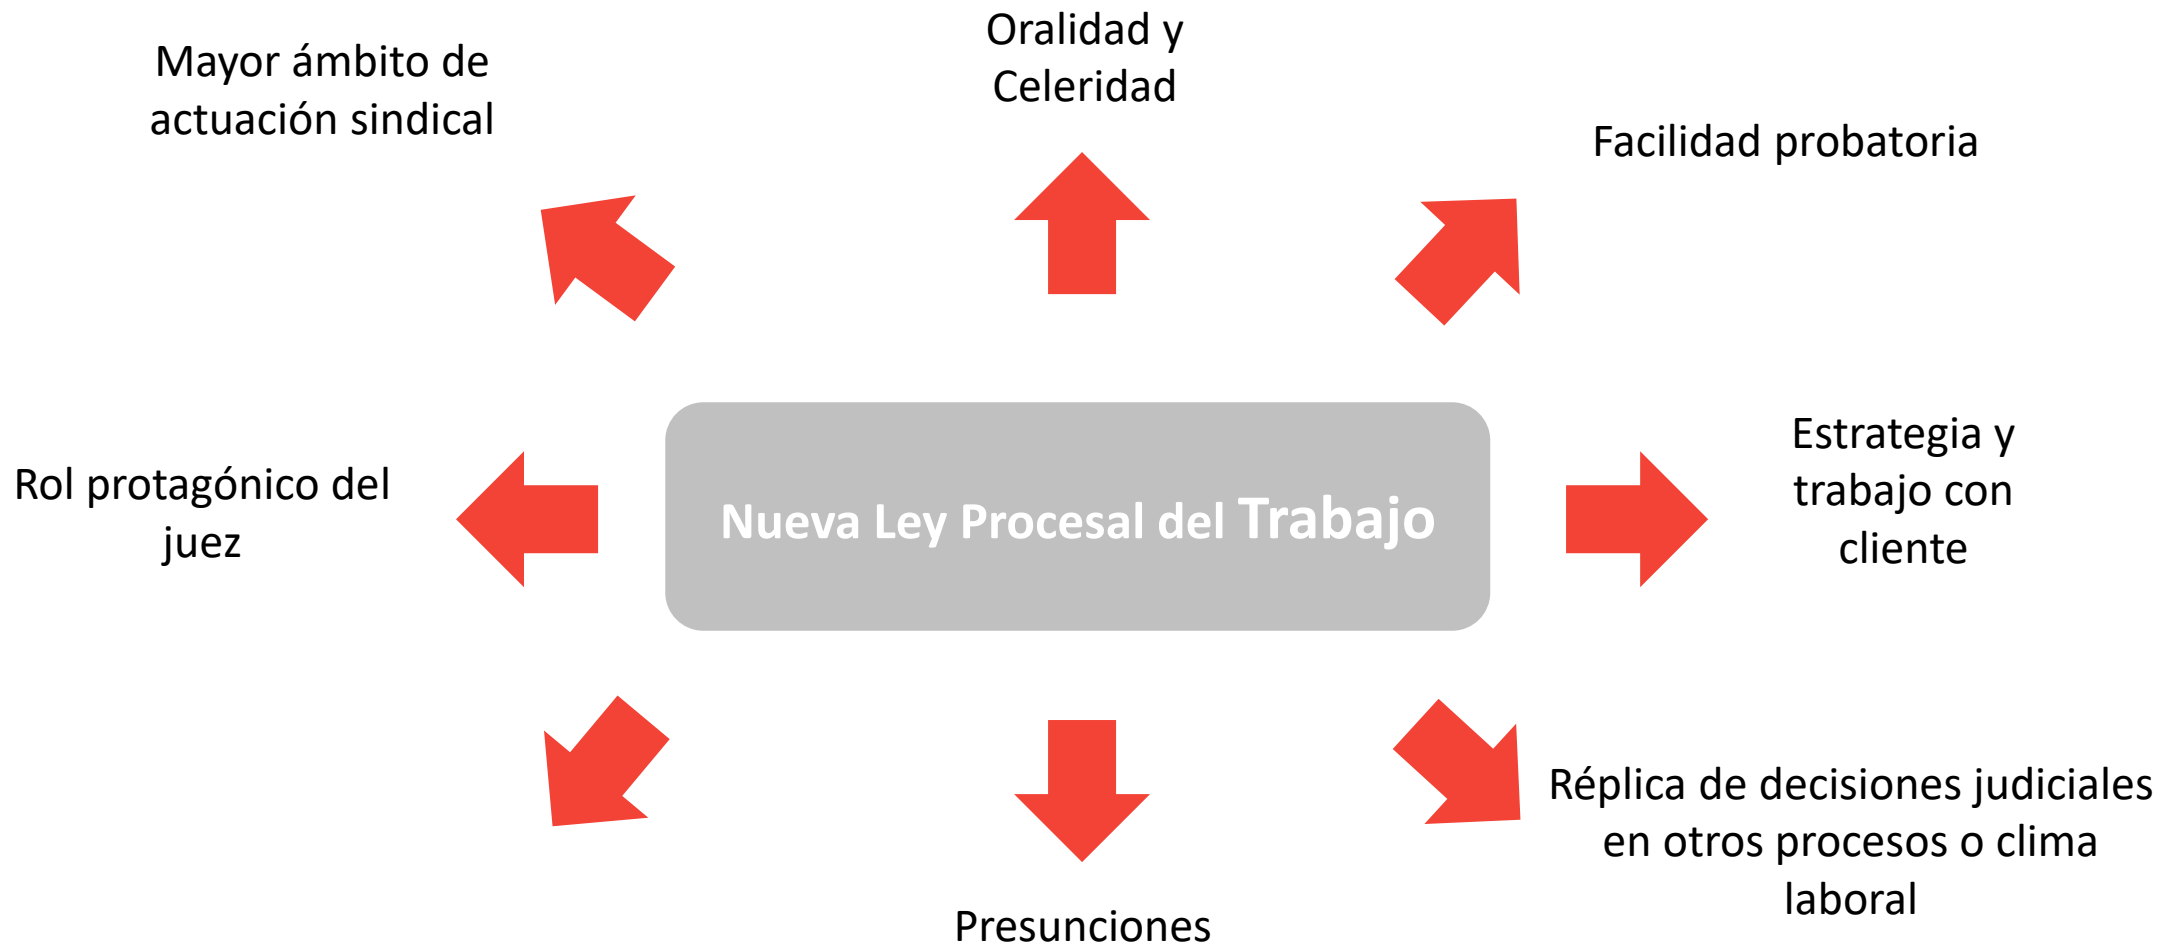 Oralidad y
Celeridad
Mayor ámbito de
actuación sindical
Facilidad probatoria
Estrategia y
trabajo con
cliente
Rol protagónico del
juez
Nueva Ley Procesal del Trabajo
Réplica de decisiones judiciales
en otros procesos o clima
laboral
Presunciones